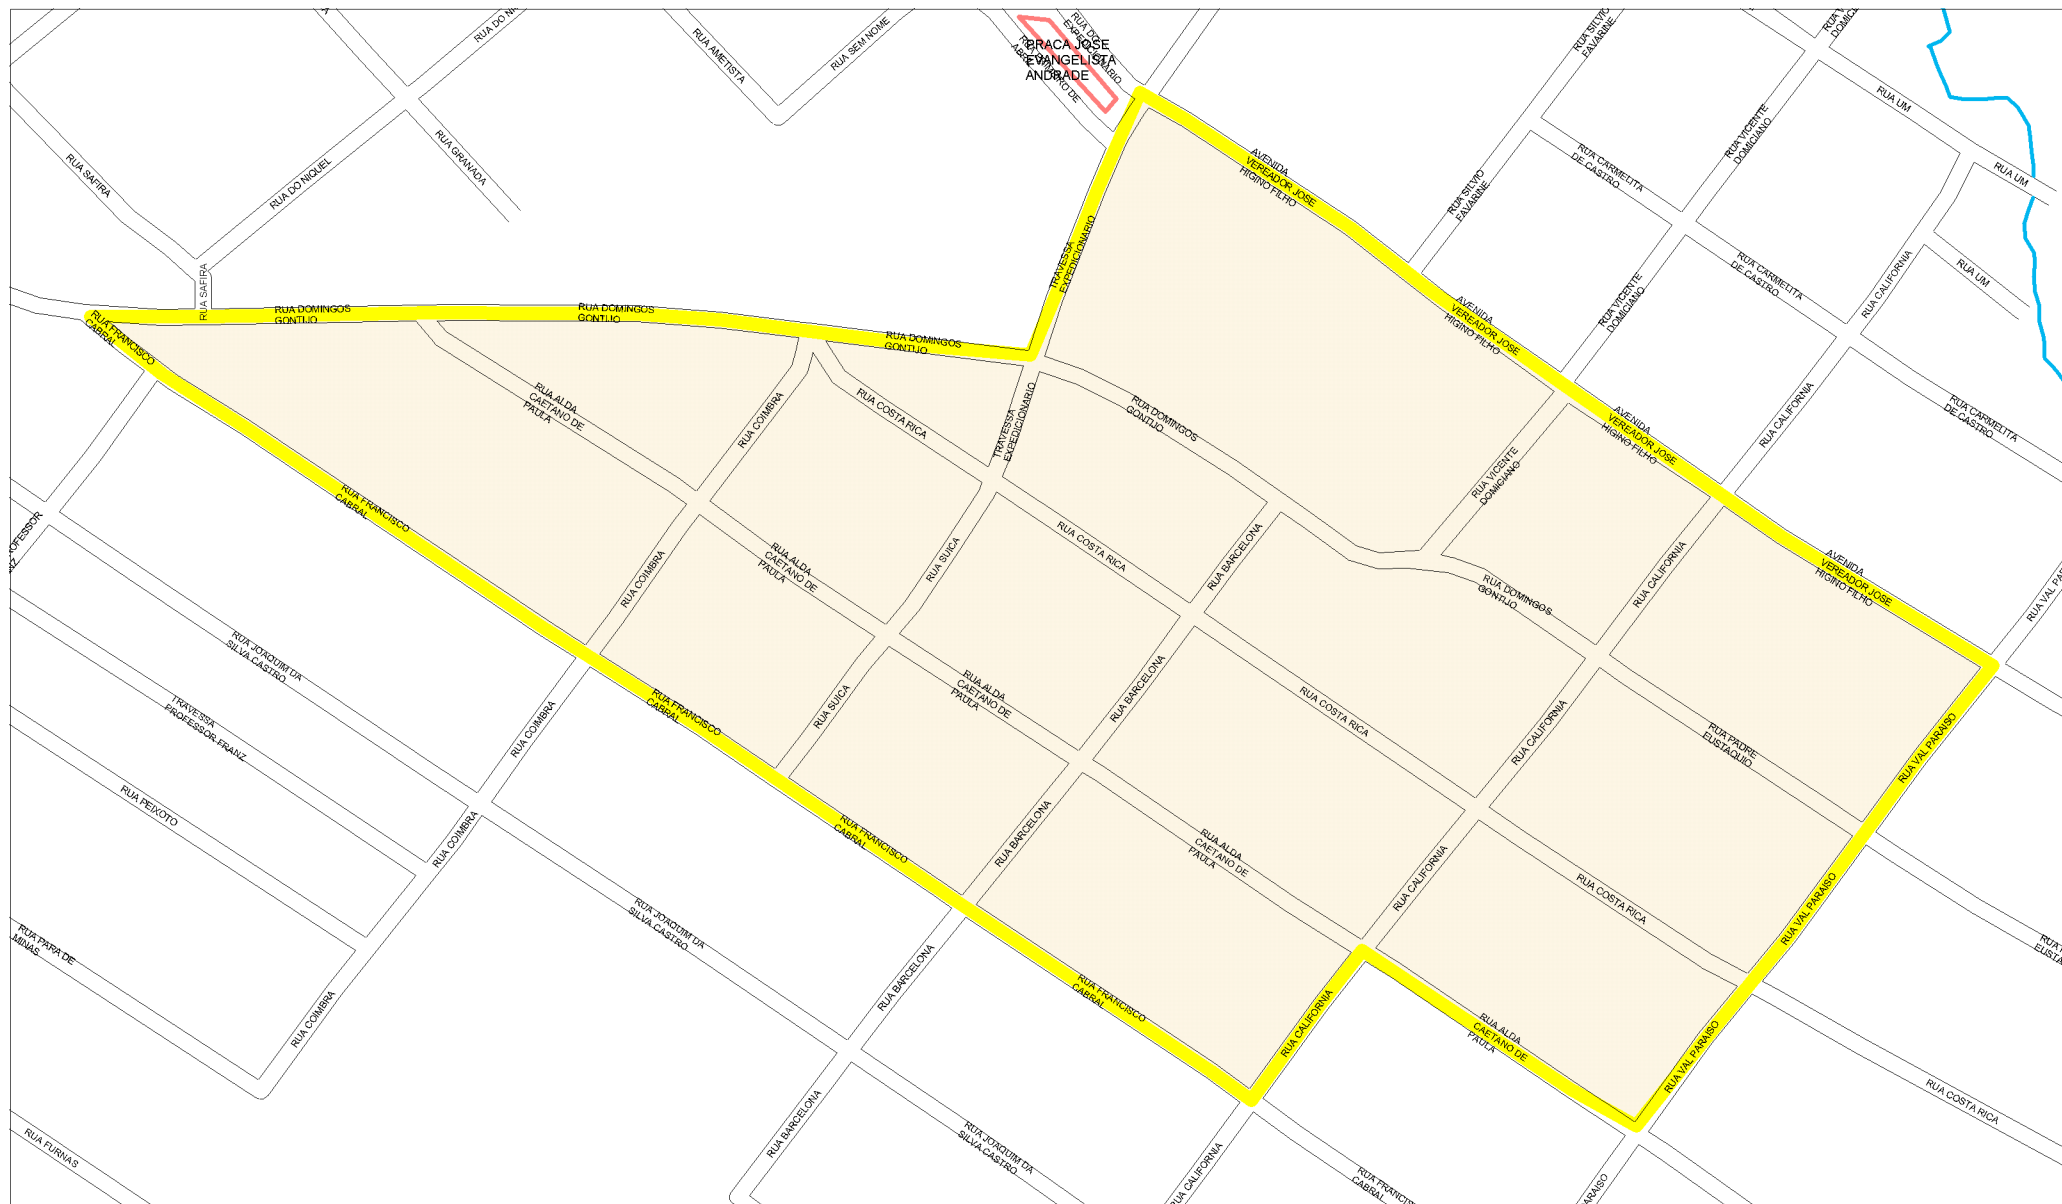 RUA DO
RUA AMETISTA
RUA SEM NOME
RUA DO
EXPEDICIONARIO
PRACA JOSE
EVANGELISTA
ANDRADE
RUA SILVIO
FAVARINE
RUA UM
RUA VICENTE
DOMICIANO
RUA CARMELITA
DE CASTRO
RUA UM
RUA SAFIRA
RUA DO NIQUEL
RUA GRANADA
AVENIDA
VEREADOR JOSE
HIGINO FILHO
RUA SILVIO
FAVARINE
TRAVESSA
EXPEDICIONARIO
RUA CARMELITA
DE CASTRO
RUA CALIFORNIA
RUA UM
RUA SAFIRA
RUA VICENTE
DOMICIANO
RUA DOMINGOS
GONTIJO
RUA DOMINGOS
GONTIJO
RUA DOMINGOS
GONTIJO
AVENIDA
VEREADOR JOSE
HIGINO FILHO
RUA FRANCISCO
CABRAL
RUA ALDA
CAETANO DE
PAULA
RUA COIMBRA
RUA COSTA RICA
TRAVESSA
EXPEDICIONARIO
RUA DOMINGOS
GONTIJO
AVENIDA
VEREADOR JOSE
HIGINO FILHO
RUA CALIFORNIA
RUA CARMELITA
DE CASTRO
RUA VICENTE
DOMICIANO
RUA FRANCISCO
CABRAL
RUA COIMBRA
RUA ALDA
CAETANO DE
PAULA
RUA SUICA
RUA COSTA RICA
RUA BARCELONA
RUA DOMINGOS
GONTIJO
RUA CALIFORNIA
AVENIDA
VEREADOR JOSE
HIGINO FILHO
RUA JOAQUIM DA
SILVA CASTRO
TRAVESSA
PROFESSOR FRANZ
RUA COIMBRA
RUA FRANCISCO
CABRAL
RUA SUICA
RUA ALDA
CAETANO DE
PAULA
RUA BARCELONA
RUA COSTA RICA
RUA CALIFORNIA
RUA PADRE
EUSTAQUIO
RUA VAL PARAISO
RUA PEIXOTO
RUA COIMBRA
RUA FRANCISCO
CABRAL
RUA BARCELONA
RUA ALDA
CAETANO DE
PAULA
RUA CALIFORNIA
RUA COSTA RICA
RUA VAL PARAISO
RUA PARA DE
MINAS
RUA COIMBRA
RUA JOAQUIM DA
SILVA CASTRO
RUA BARCELONA
RUA FRANCISCO
CABRAL
RUA CALIFORNIA
RUA ALDA
CAETANO DE
PAULA
RUA VAL PARAISO
RUA COSTA RICA
RUA FURNAS
RUA BARCELONA
RUA JOAQUIM DA
SILVA CASTRO
RUA CALIFORNIA
CABRAL